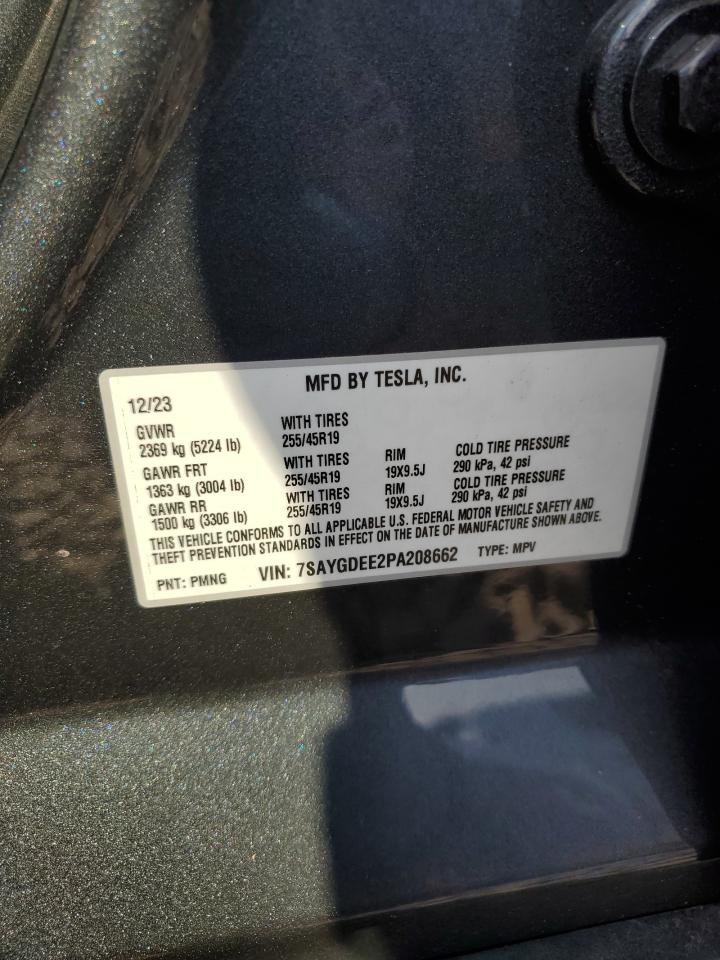 MFD BY TESLA, INC.
12/23
GVWR
2369 kg (5224 lb)
WITH TIRES
255/45R19
GAWR FRT
1363 kg (3004 lb)
WITH TIRES
255/45R19
RIM
19X9.5J
COLD TIRE PRESSURE
290 kPa, 42 psi
GAWR RR
1500 kg (3306 lb)
WITH TIRES
255/45R19
RIM
19X9.5J
COLD TIRE PRESSURE
290 kPa, 42 psi
THIS VEHICLE CONFORMS TO ALL APPLICABLE U.S. FEDERAL MOTOR VEHICLE SAFETY AND
THEFT PREVENTION STANDARDS IN EFFECT ON THE DATE OF MANUFACTURE SHOWN ABOVE.
PNT: PMNG VIN: 7SAYGDEE2PA208662 TYPE: MPV